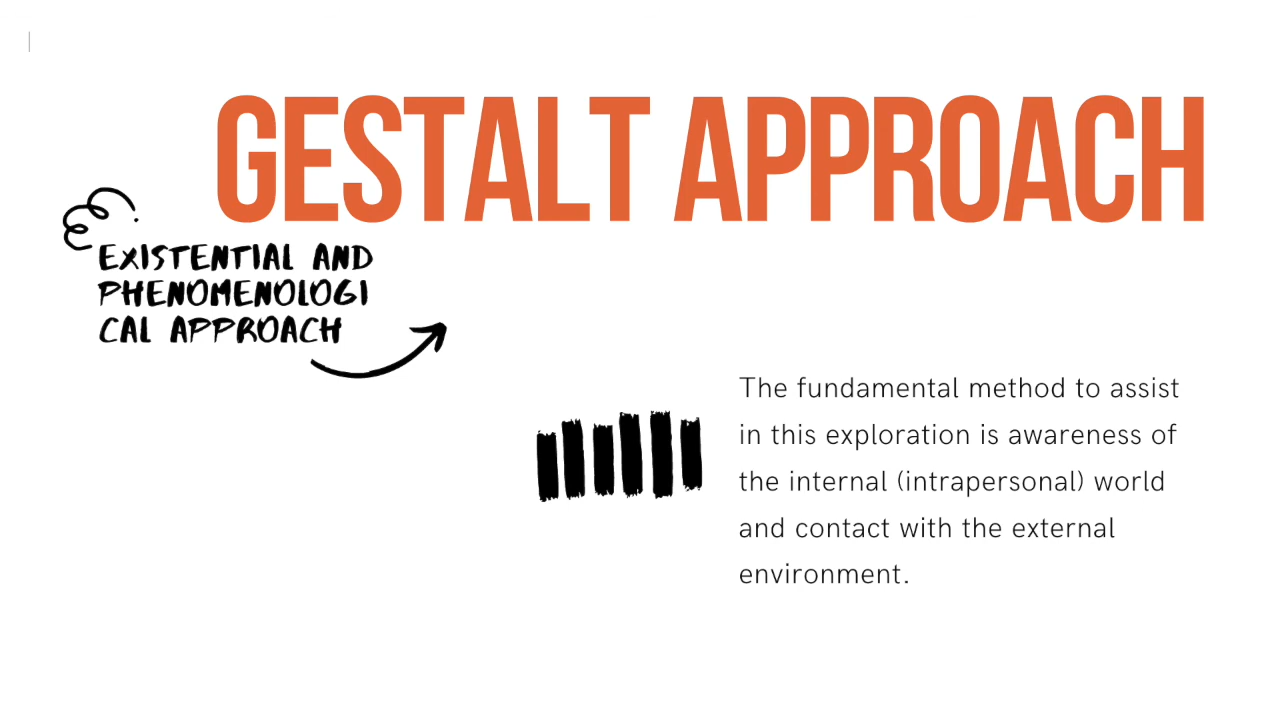 GESTALT APPROACH
EXISTENTIAL AND
PHENOMENOLOGI
CAL APPROACH
The fundamental method to assist
in this exploration is awareness of
the internal (intrapersonal) world
and contact with the external
environment.